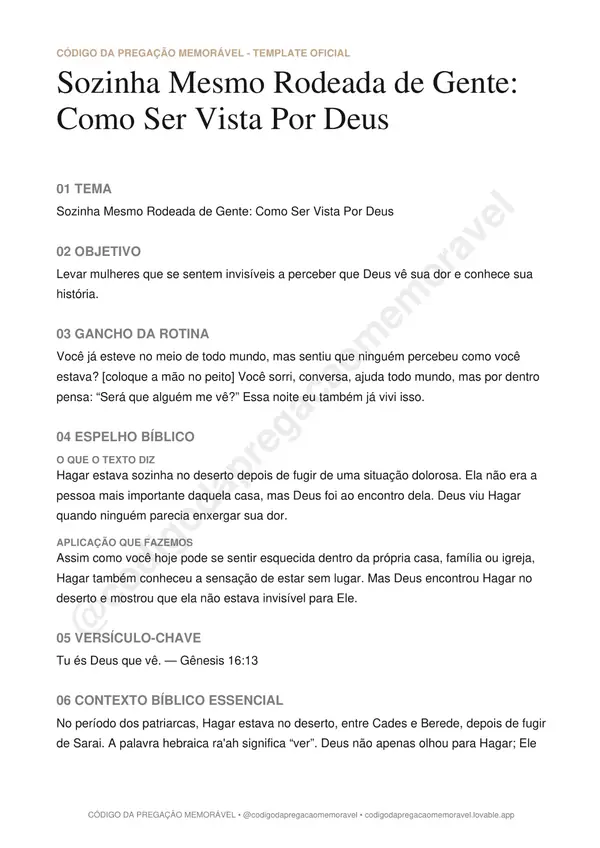 CÓDIGO DA PREGAÇÃO MEMORÁVEL - TEMPLATE OFICIAL
Sozinha Mesmo Rodeada de Gente:
Como Ser Vista Por Deus
01 TEMA
Sozinha Mesmo Rodeada de Gente: Como Ser Vista Por Deus
02 OBJETIVO
Levar mulheres que se sentem invisíveis a perceber que Deus vê sua dor e conhece sua
história.
03 GANCHO DA ROTINA
Você já esteve no meio de todo mundo, mas sentiu que ninguém percebeu como você
estava? [coloque a mão no peito] Você sorri, conversa, ajuda todo mundo, mas por dentro
pensa: “Será que alguém me vê?” Essa noite eu também já vivi isso.
04 ESPELHO BÍBLICO
O QUE O TEXTO DIZ
Hagar estava sozinha no deserto depois de fugir de uma situação dolorosa. Ela não era a
pessoa mais importante daquela casa, mas Deus foi ao encontro dela. Deus viu Hagar
quando ninguém parecia enxergar sua dor.
APLICAÇÃO QUE FAZEMOS
Assim como você hoje pode se sentir esquecida dentro da própria casa, família ou igreja,
Hagar também conheceu a sensação de estar sem lugar. Mas Deus encontrou Hagar no
deserto e mostrou que ela não estava invisível para Ele.
05 VERSÍCULO-CHAVE
Tu és Deus que vê. — Gênesis 16:13
06 CONTEXTO BÍBLICO ESSENCIAL
No período dos patriarcas, Hagar estava no deserto, entre Cades e Berede, depois de fugir
de Sarai. A palavra hebraica ra'ah significa “ver”. Deus não apenas olhou para Hagar; Ele
@codigodapregacaomemoravel
CÓDIGO DA PREGAÇÃO MEMORÁVEL • @codigodapregacaomemoravel • codigodapregacaomemoravel.lovable.app